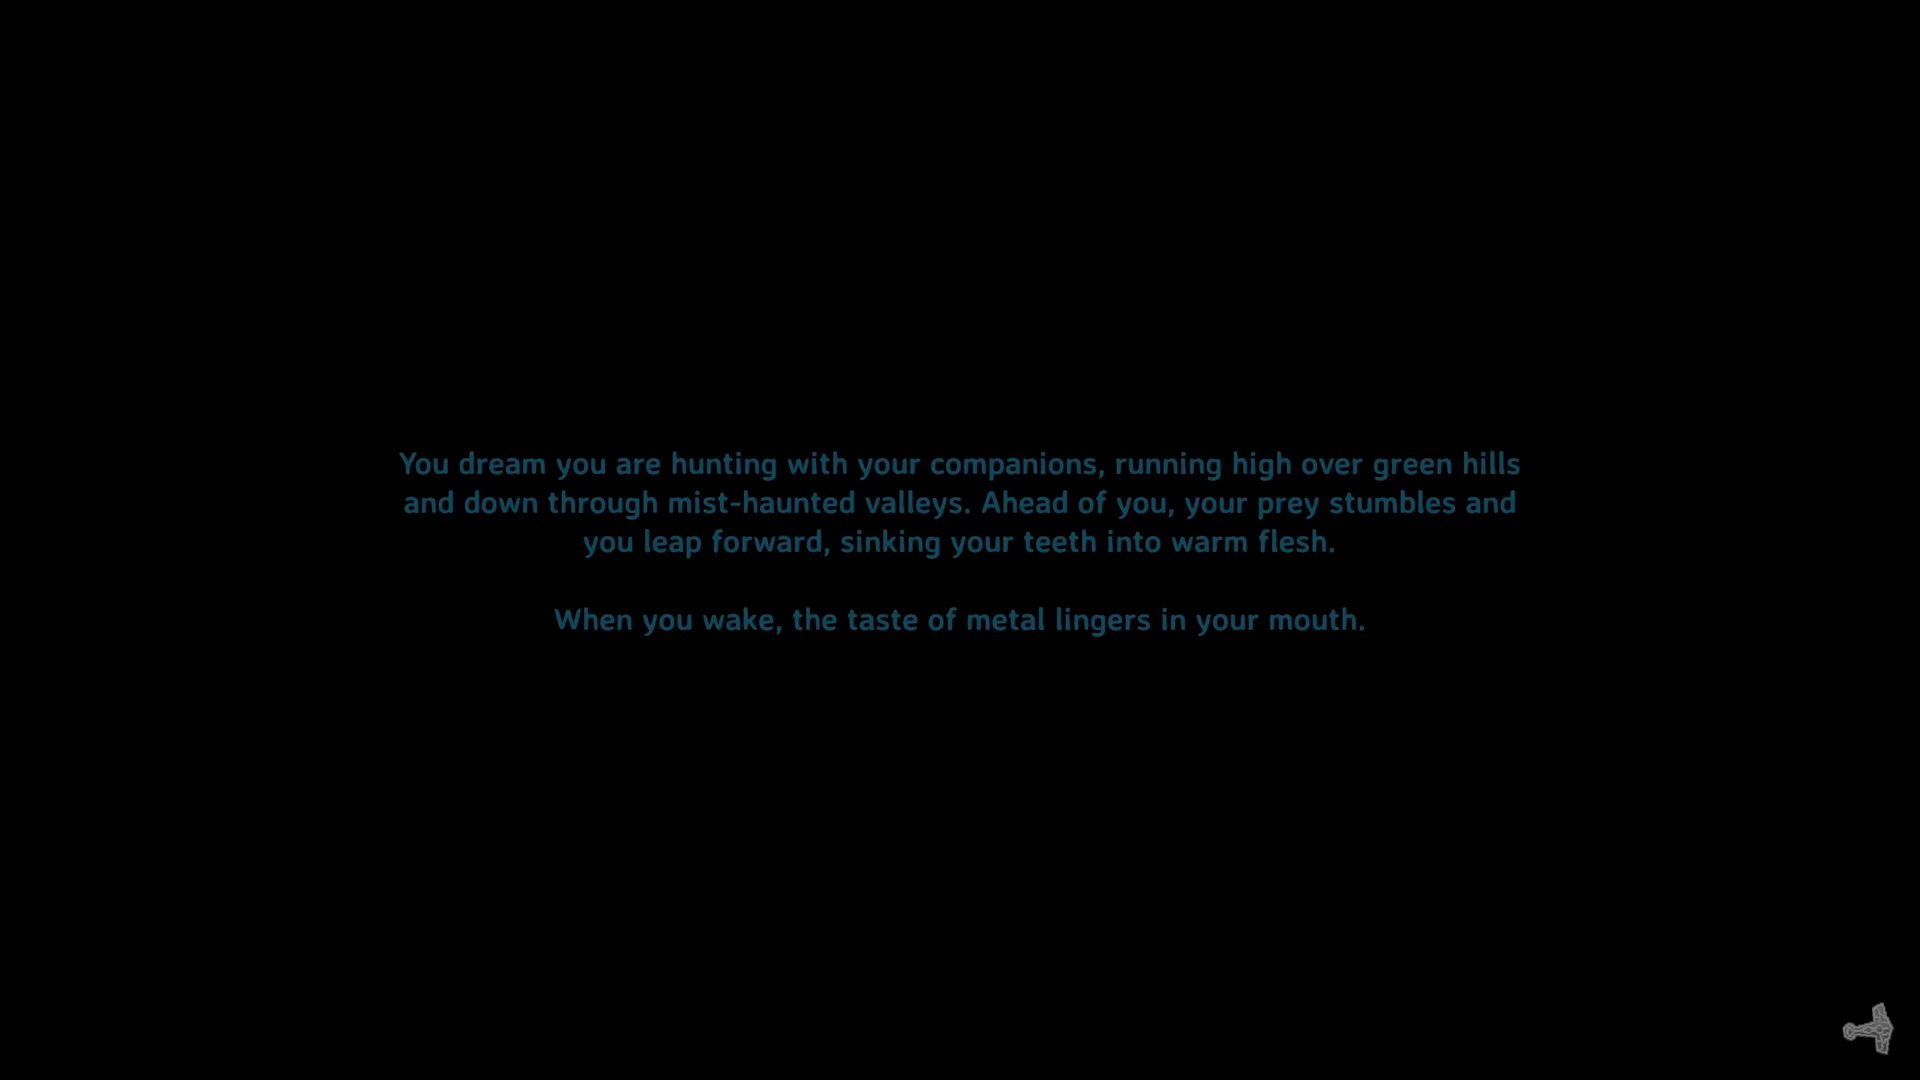 You dream you are hunting with your companions, running high over green hills
and down through mist-haunted valleys. Ahead of you, your prey stumbles and
you leap forward, sinking your teeth into warm flesh.
When you wake, the taste of metal lingers in your mouth.